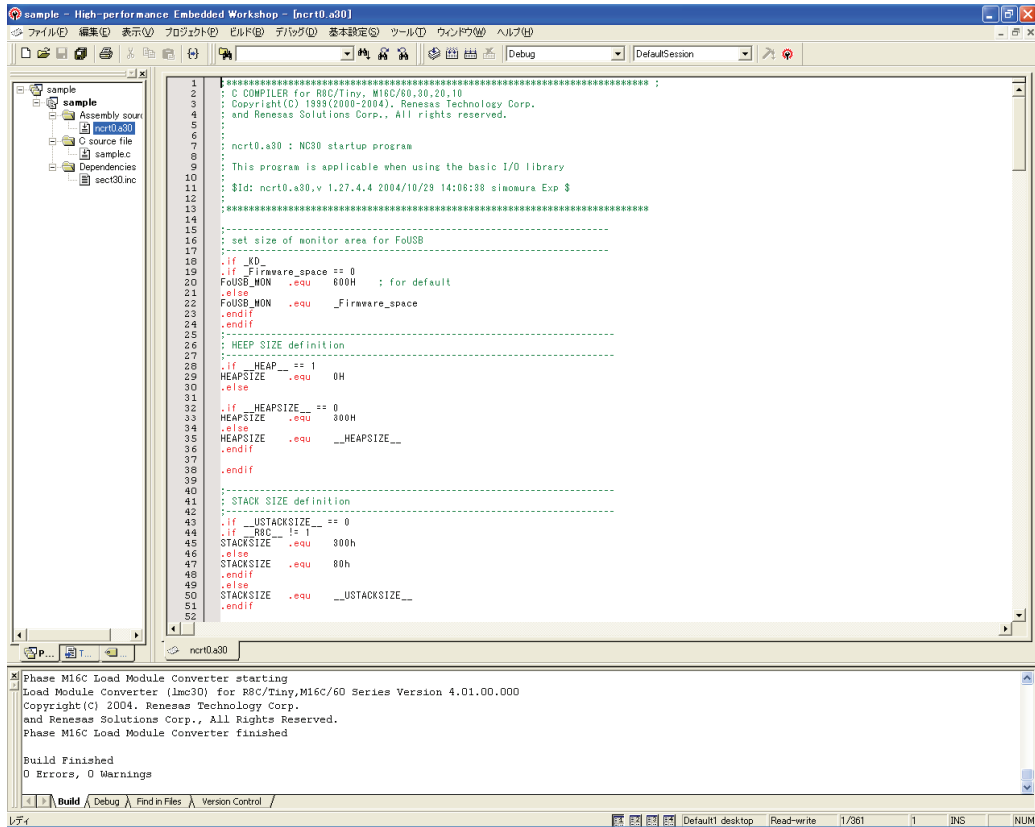 sample - High-performance Embedded Workshop - [ncrt0.a30]
ファイル(F) 編集(E) 表示(V) プロジェクト(P) ビルド(B) デバッグ(D) 基本設定(S) ツール(T) ウィンドウ(W) ヘルプ(H)
Debug DefaultSession
sample
sample
Assembly sour
ncrt0.a30
C source file
sample.c
Dependencies
sect30.inc
1 ;*************************************************************************** ;
2 ; C COMPILER for R8C/Tiny, M16C/60,30,20,10
3 ; Copyright(C) 1999(2000-2004). Renesas Technology Corp.
4 ; and Renesas Solutions Corp., All rights reserved.
5 ;
6 ;
7 ; ncrt0.a30 : NC30 startup program
8 ;
9 ; This program is applicable when using the basic I/O library
10 ;
11 ; $Id: ncrt0.a30,v 1.27.4.4 2004/10/29 14:06:38 simomura Exp $
12 ;
13 ;***************************************************************************
14
15 ;---------------------------------------------------------------------
16 ; set size of monitor area for FoUSB
17 ;---------------------------------------------------------------------
18 .if _KD_
19 .if _Firmware_space == 0
20 FoUSB_MON .equ 600H ; for default
21 .else
22 FoUSB_MON .equ _Firmware_space
23 .endif
24 .endif
25 ;---------------------------------------------------------------------
26 ; HEEP SIZE definition
27 ;---------------------------------------------------------------------
28 .if __HEAP__ == 1
29 HEAPSIZE .equ 0H
30 .else
31
32 .if __HEAPSIZE__ == 0
33 HEAPSIZE .equ 300H
34 .else
35 HEAPSIZE .equ __HEAPSIZE__
36 .endif
37
38 .endif
39
40 ;---------------------------------------------------------------------
41 ; STACK SIZE definition
42 ;---------------------------------------------------------------------
43 .if __USTACKSIZE__ == 0
44 .if __R8C__ != 1
45 STACKSIZE .equ 300h
46 .else
47 STACKSIZE .equ 80h
48 .endif
49 .else
50 STACKSIZE .equ __USTACKSIZE__
51 .endif
52
P... T... ...
ncrt0.a30
Phase M16C Load Module Converter starting
Load Module Converter (lmc30) for R8C/Tiny,M16C/60 Series Version 4.01.00.000
Copyright(C) 2004. Renesas Technology Corp.
and Renesas Solutions Corp., All Rights Reserved.
Phase M16C Load Module Converter finished
Build Finished
0 Errors, 0 Warnings
Build Debug Find in Files Version Control
レディ Default1 desktop Read-write 1/361 1 INS NUM